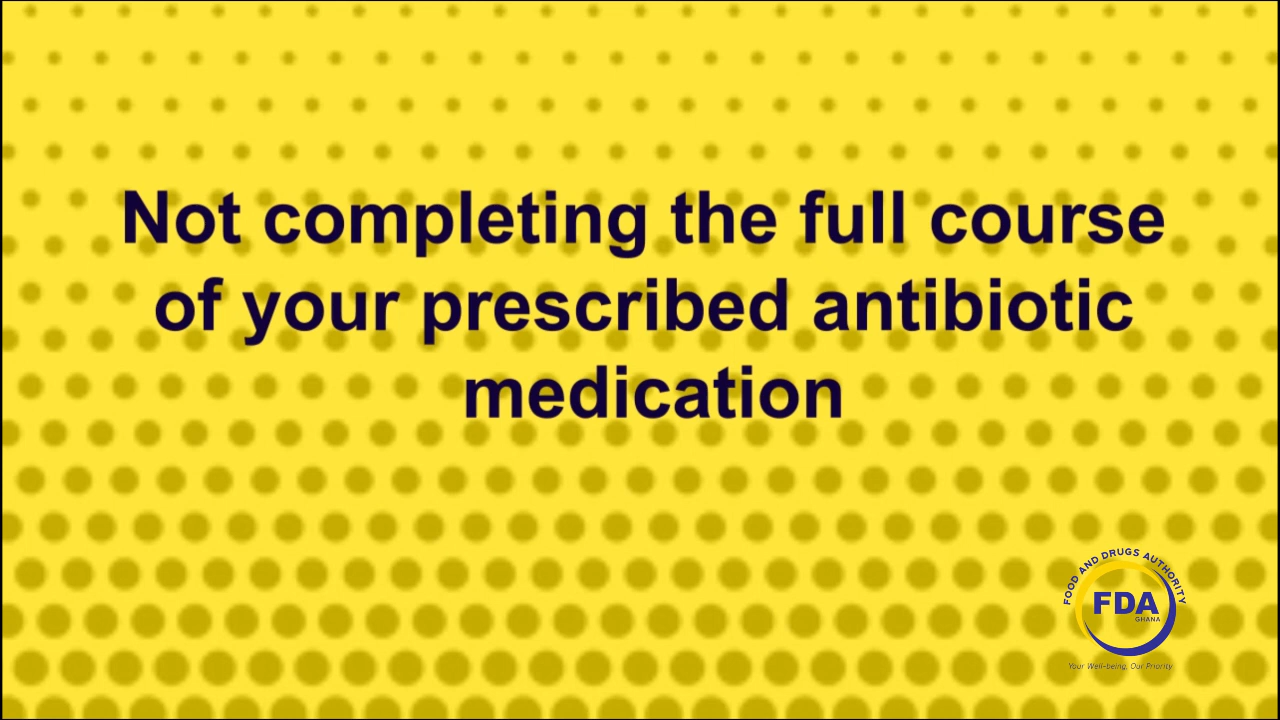 Not completing the full course
of your prescribed antibiotic
medication
FOOD AND DRUGS AUTHORITY
FDA
GHANA
Your Well-being, Our Priority